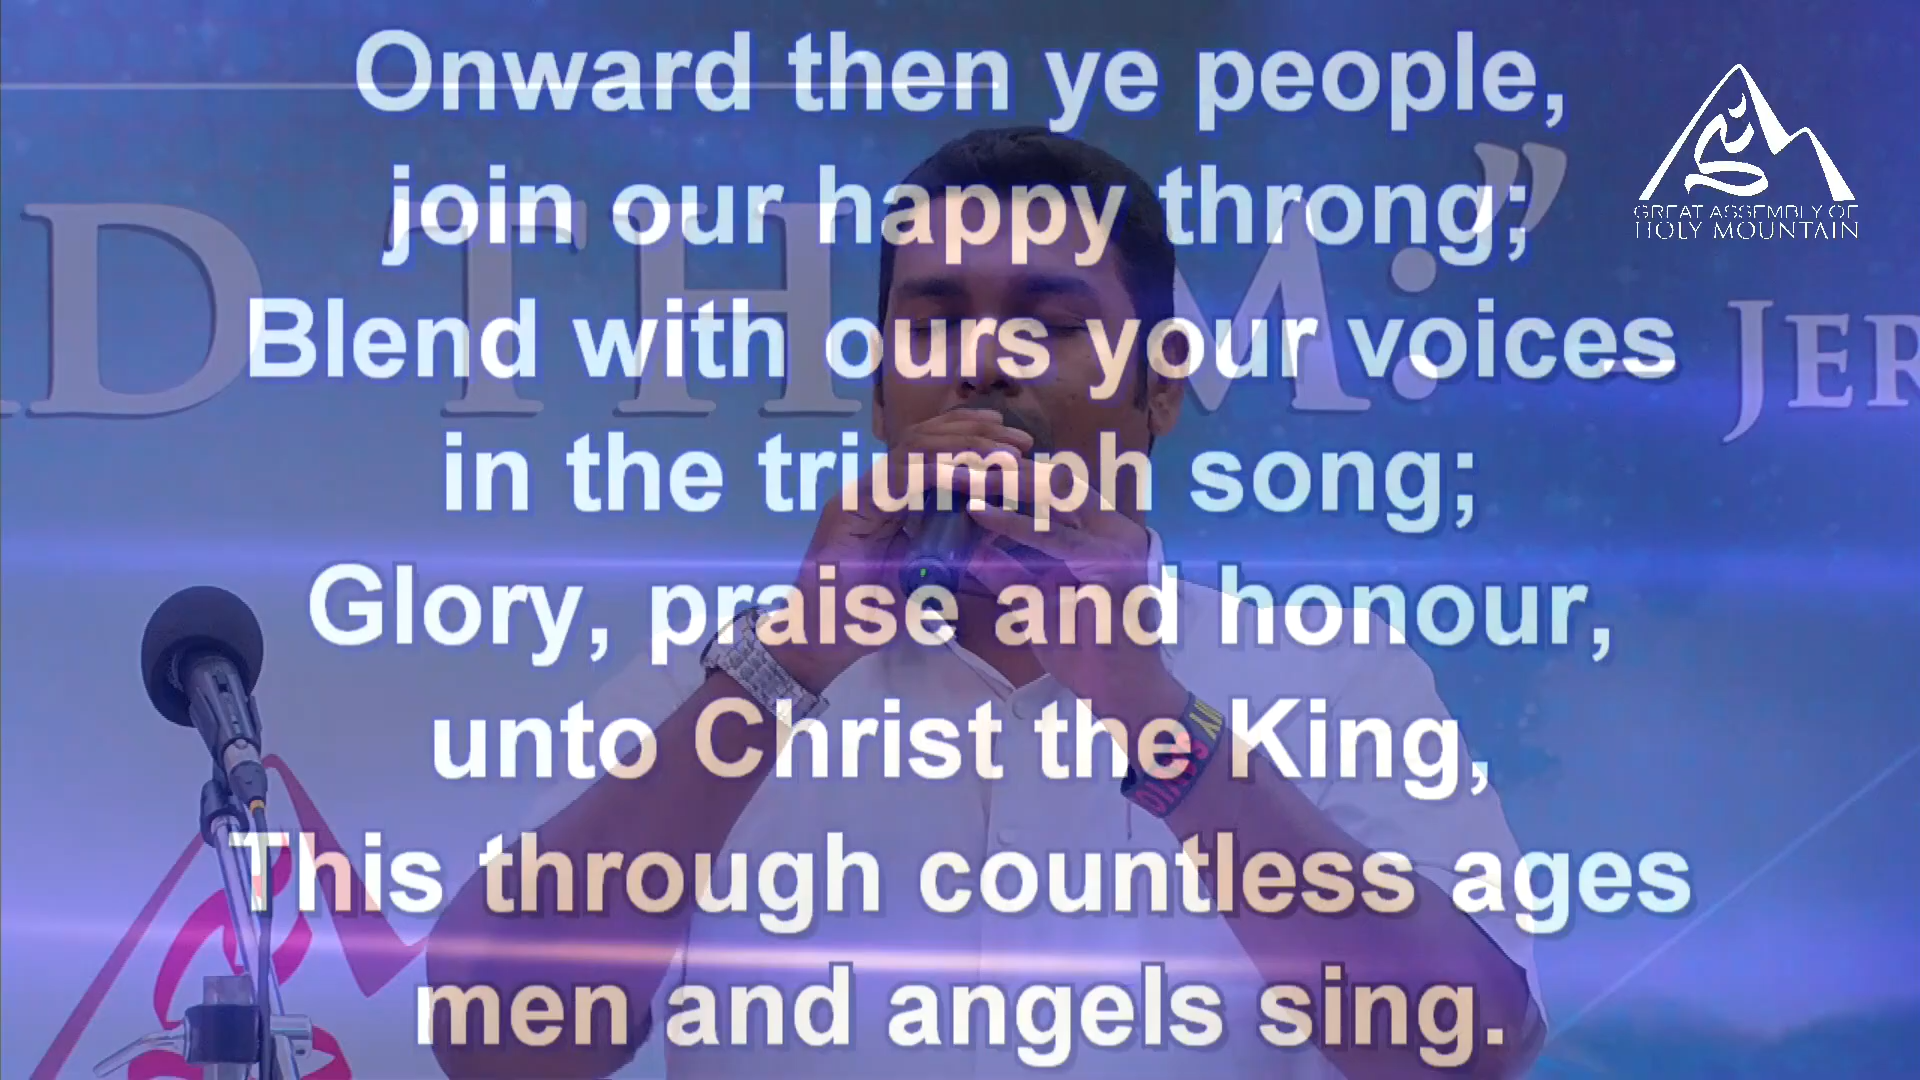 Onward then ye people,
join our happy throng;
Blend with ours your voices
in the triumph song;
Glory, praise and honour,
unto Christ the King,
This through countless ages
men and angels sing.
GREAT ASSEMBLY OF
HOLY MOUNTAIN
D TH M:” – JER